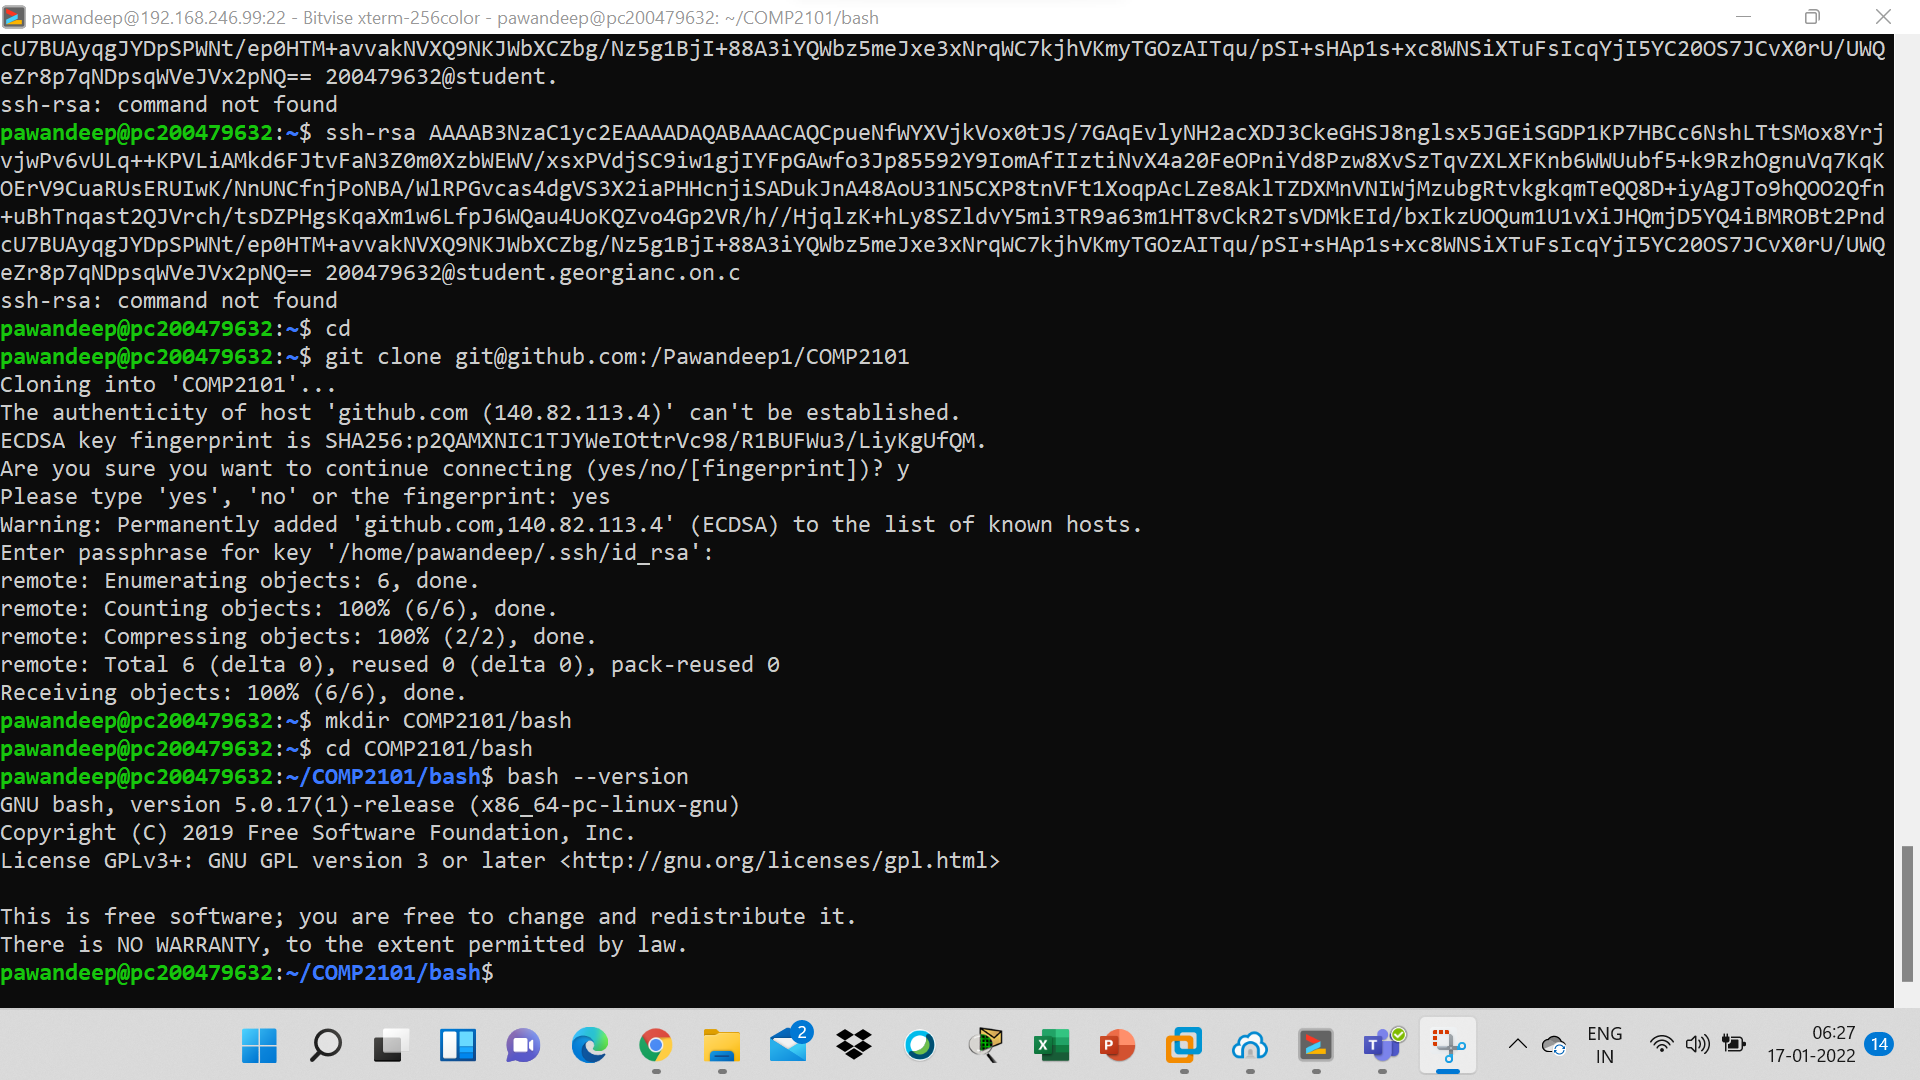 pawandeep@192.168.246.99:22 - Bitvise xterm-256color - pawandeep@pc200479632: ~/COMP2101/bash
cU7BUAyqgJYDpSPWNt/ep0HTM+avvakNVXQ9NKJWbXCZbg/Nz5g1BjI+88A3iYQWbz5meJxe3xNrqWC7kjhVKmyTGOzAITqu/pSI+sHAp1s+xc8WNSiXTuFsIcqYjI5YC20OS7JCvX0rU/UWQ
eZr8p7qNDpsqWVeJVx2pNQ== 200479632@student.
ssh-rsa: command not found
pawandeep@pc200479632:~$ ssh-rsa AAAAB3NzaC1yc2EAAAADAQABAAACAQCpueNfWYXVjkVox0tJS/7GAqEvlyNH2acXDJ3CkeGHSJ8nglsx5JGEiSGDP1KP7HBCc6NshLTtSMox8Yrj
vjwPv6vULq++KPVLiAMkd6FJtvFaN3Z0m0XzbWEWV/xsxPVdjSC9iw1gjIYFpGAwfo3Jp85592Y9IomAfIIztiNvX4a20FeOPniYd8Pzw8XvSzTqvZXLXFKnb6WWUubf5+k9RzhOgnuVq7KqK
OErV9CuaRUsERUIwK/NnUNCfnjPoNBA/WlRPGvcas4dgVS3X2iaPHHcnjiSADukJnA48AoU31N5CXP8tnVFt1XoqpAcLZe8AklTZDXMnVNIWjMzubgRtvkgkqmTeQQ8D+iyAgJTo9hQOO2Qfn
+uBhTnqast2QJVrch/tsDZPHgsKqaXm1w6LfpJ6WQau4UoKQZvo4Gp2VR/h//HjqlzK+hLy8SZldvY5mi3TR9a63m1HT8vCkR2TsVDMkEId/bxIkzUOQum1U1vXiJHQmjD5YQ4iBMROBt2Pnd
cU7BUAyqgJYDpSPWNt/ep0HTM+avvakNVXQ9NKJWbXCZbg/Nz5g1BjI+88A3iYQWbz5meJxe3xNrqWC7kjhVKmyTGOzAITqu/pSI+sHAp1s+xc8WNSiXTuFsIcqYjI5YC20OS7JCvX0rU/UWQ
eZr8p7qNDpsqWVeJVx2pNQ== 200479632@student.georgianc.on.c
ssh-rsa: command not found
pawandeep@pc200479632:~$ cd
pawandeep@pc200479632:~$ git clone git@github.com:/Pawandeep1/COMP2101
Cloning into 'COMP2101'...
The authenticity of host 'github.com (140.82.113.4)' can't be established.
ECDSA key fingerprint is SHA256:p2QAMXNIC1TJYWeIOttrVc98/R1BUFWu3/LiyKgUfQM.
Are you sure you want to continue connecting (yes/no/[fingerprint])? y
Please type 'yes', 'no' or the fingerprint: yes
Warning: Permanently added 'github.com,140.82.113.4' (ECDSA) to the list of known hosts.
Enter passphrase for key '/home/pawandeep/.ssh/id_rsa':
remote: Enumerating objects: 6, done.
remote: Counting objects: 100% (6/6), done.
remote: Compressing objects: 100% (2/2), done.
remote: Total 6 (delta 0), reused 0 (delta 0), pack-reused 0
Receiving objects: 100% (6/6), done.
pawandeep@pc200479632:~$ mkdir COMP2101/bash
pawandeep@pc200479632:~$ cd COMP2101/bash
pawandeep@pc200479632:~/COMP2101/bash$ bash --version
GNU bash, version 5.0.17(1)-release (x86_64-pc-linux-gnu)
Copyright (C) 2019 Free Software Foundation, Inc.
License GPLv3+: GNU GPL version 3 or later <http://gnu.org/licenses/gpl.html>
This is free software; you are free to change and redistribute it.
There is NO WARRANTY, to the extent permitted by law.
pawandeep@pc200479632:~/COMP2101/bash$
2
X
P
T
ENG
IN
06:27
17-01-2022
14